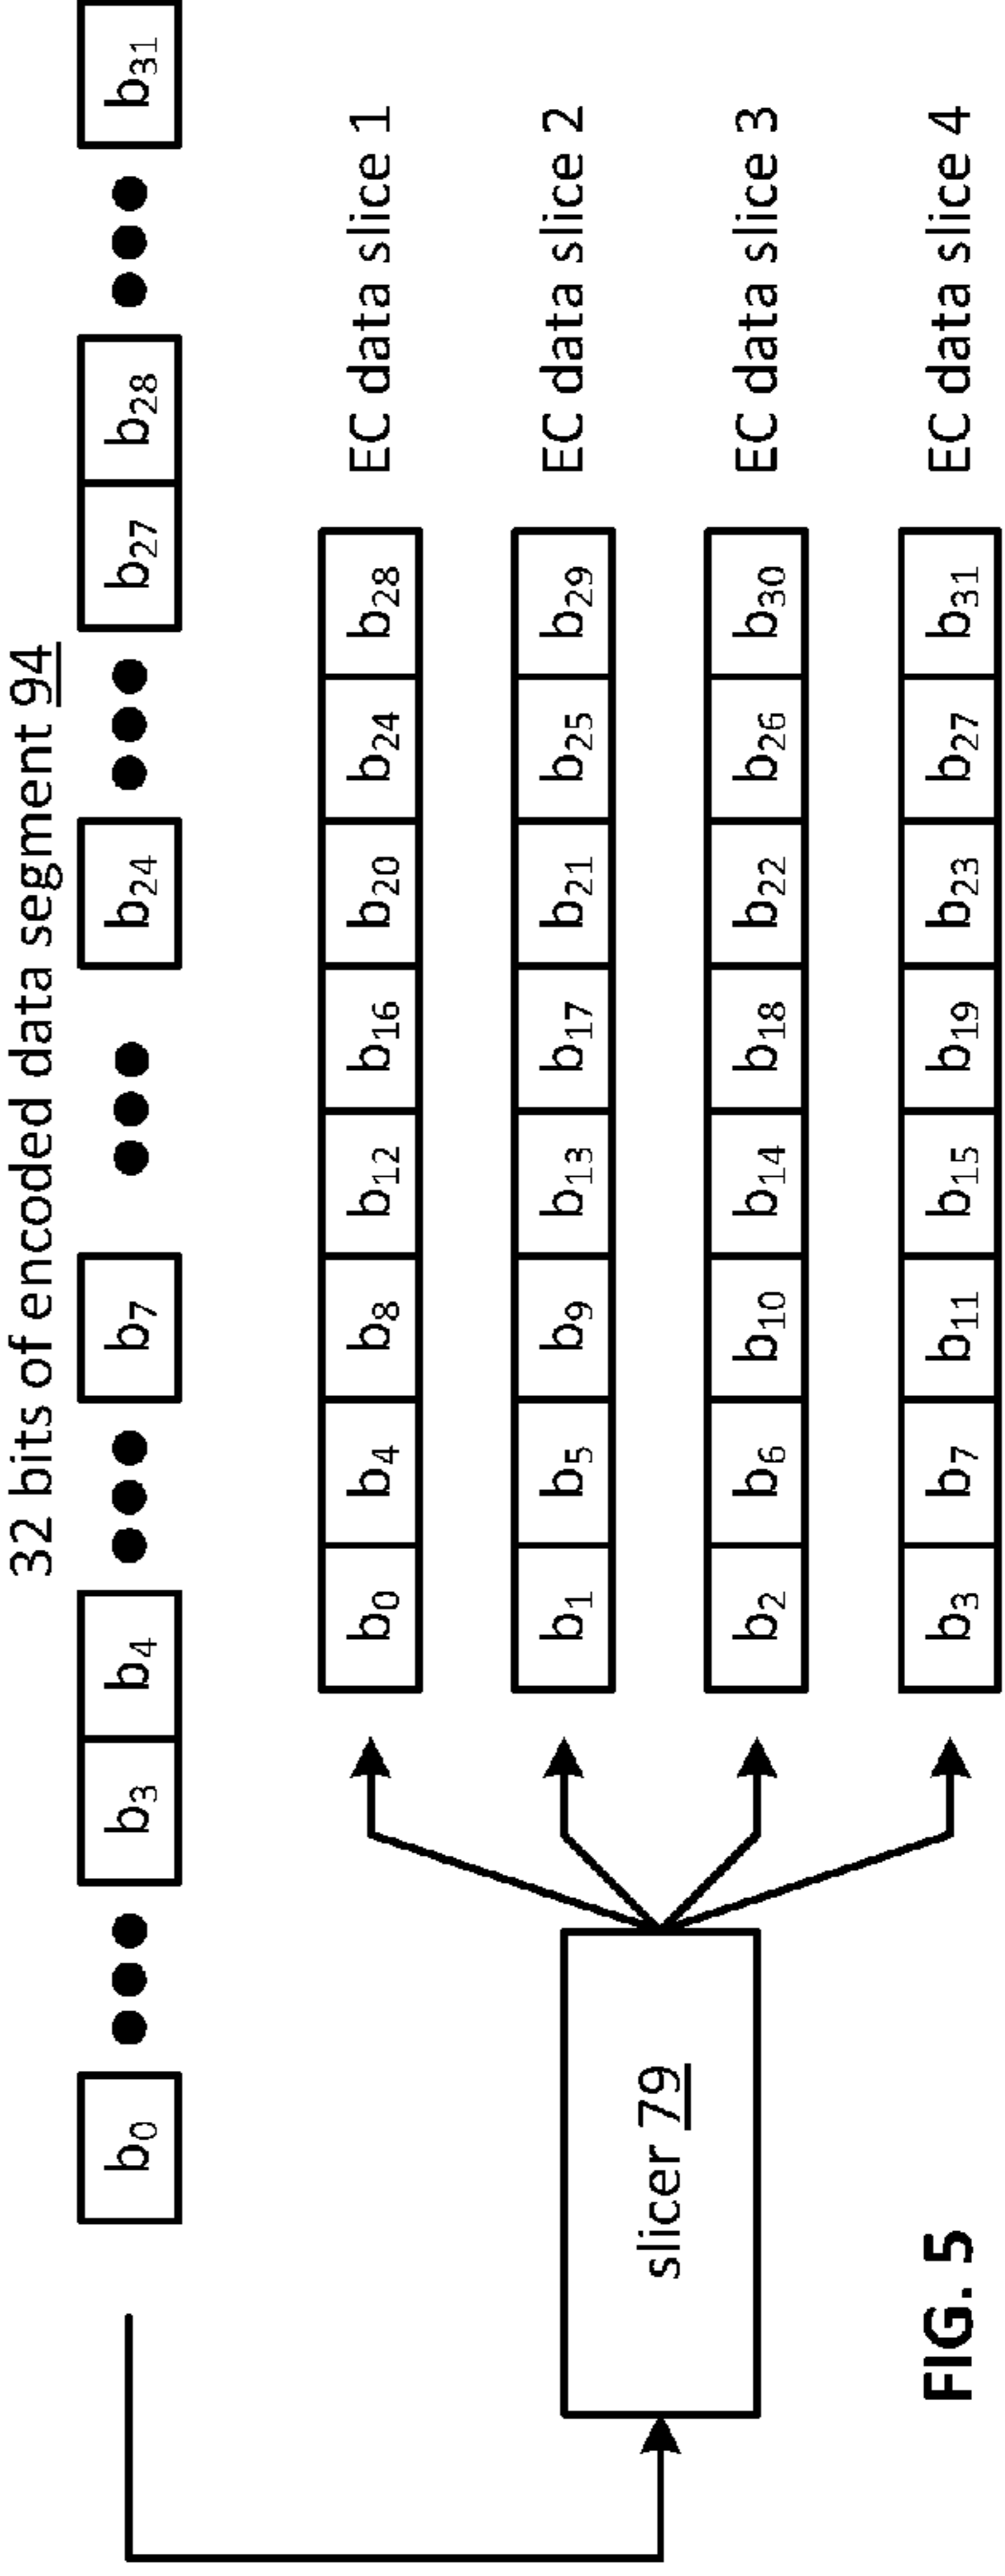 32 bits of encoded data segment 94
b0 ••• b3 b4 ••• b7 ••• b24 ••• b27 b28 ••• b31
b0 b4 b8 b12 b16 b20 b24 b28 EC data slice 1
b1 b5 b9 b13 b17 b21 b25 b29 EC data slice 2
slicer 79
b2 b6 b10 b14 b18 b22 b26 b30 EC data slice 3
b3 b7 b11 b15 b19 b23 b27 b31 EC data slice 4
FIG. 5